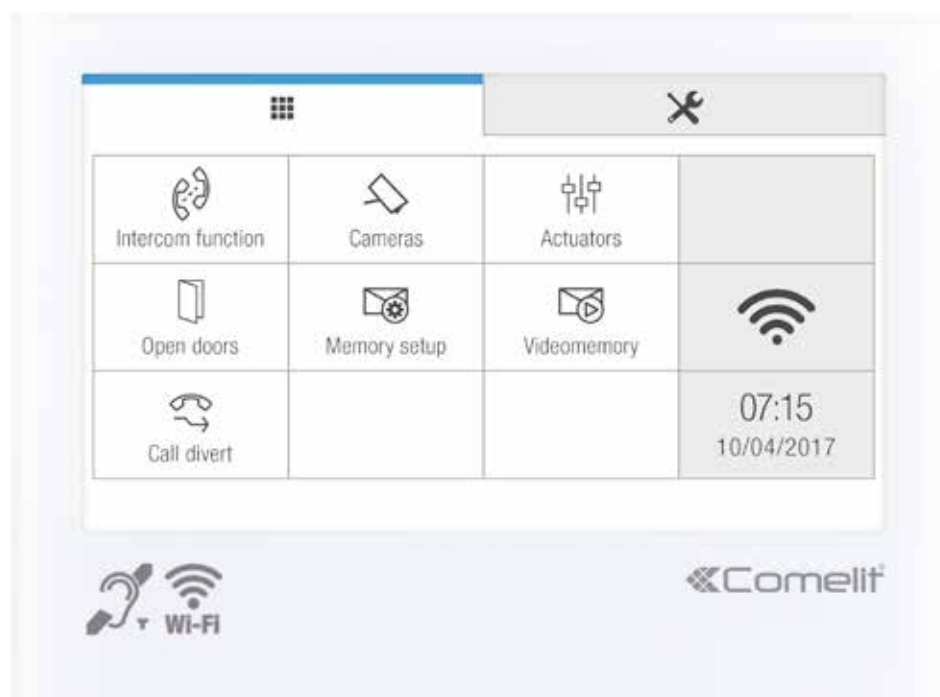 Intercom function
Cameras
Actuators
Open doors
Memory setup
Videomemory
Call divert
07:15
10/04/2017
T
Wi-Fi
Comelit